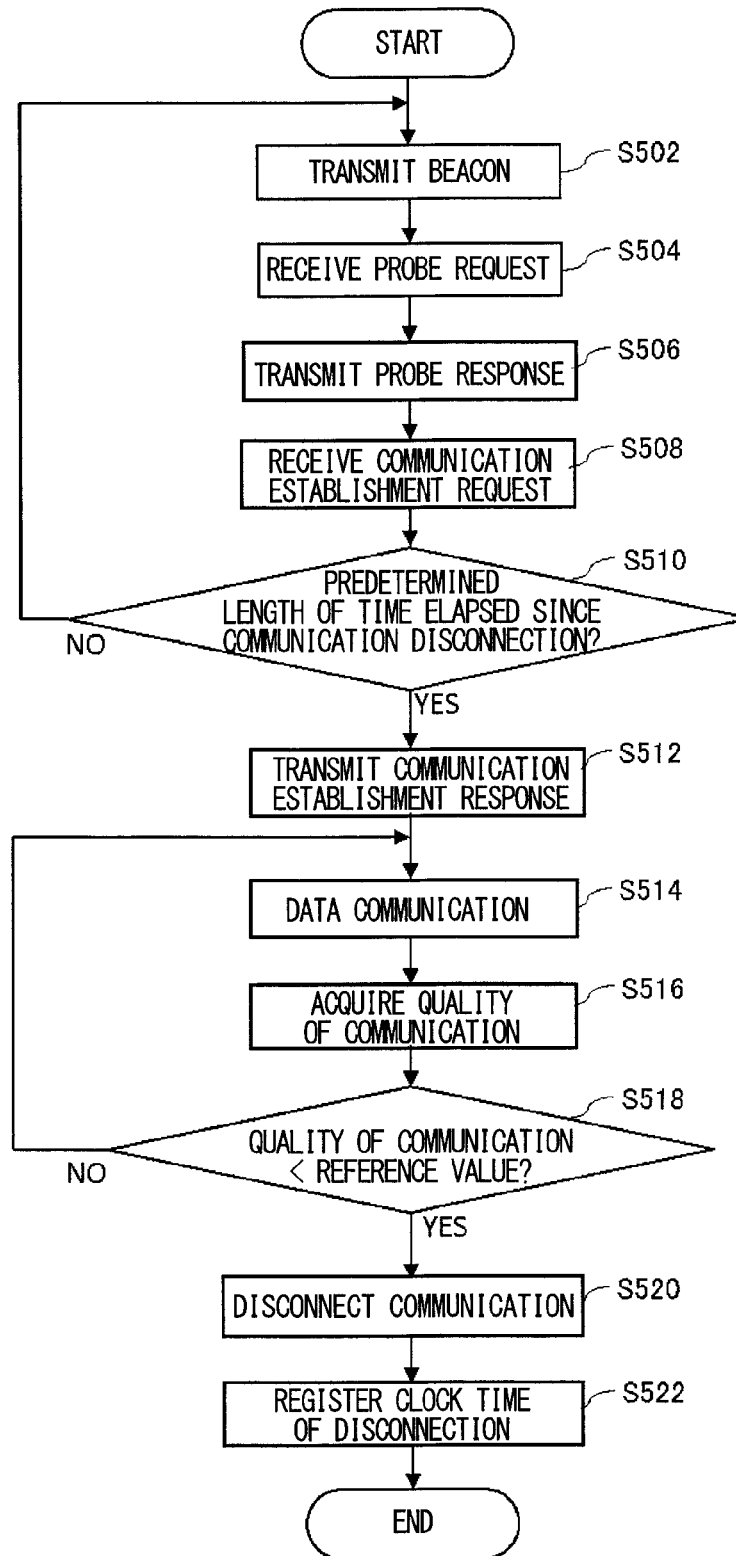 START
TRANSMIT BEACON
S502
RECEIVE PROBE REQUEST
S504
TRANSMIT PROBE RESPONSE
S506
RECEIVE COMMUNICATION
ESTABLISHMENT REQUEST
S508
PREDETERMINED
LENGTH OF TIME ELAPSED SINCE
COMMUNICATION DISCONNECTION?
S510
NO
YES
TRANSMIT COMMUNICATION
ESTABLISHMENT RESPONSE
S512
DATA COMMUNICATION
S514
ACQUIRE QUALITY
OF COMMUNICATION
S516
QUALITY OF COMMUNICATION
< REFERENCE VALUE?
S518
NO
YES
DISCONNECT COMMUNICATION
S520
REGISTER CLOCK TIME
OF DISCONNECTION
S522
END